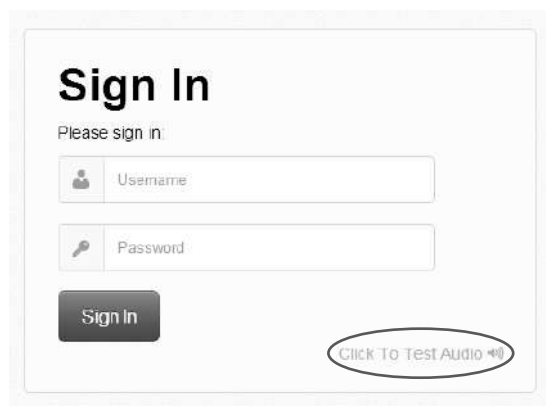 Sign In
Please sign in:
Username
Password
Sign In
Click To Test Audio